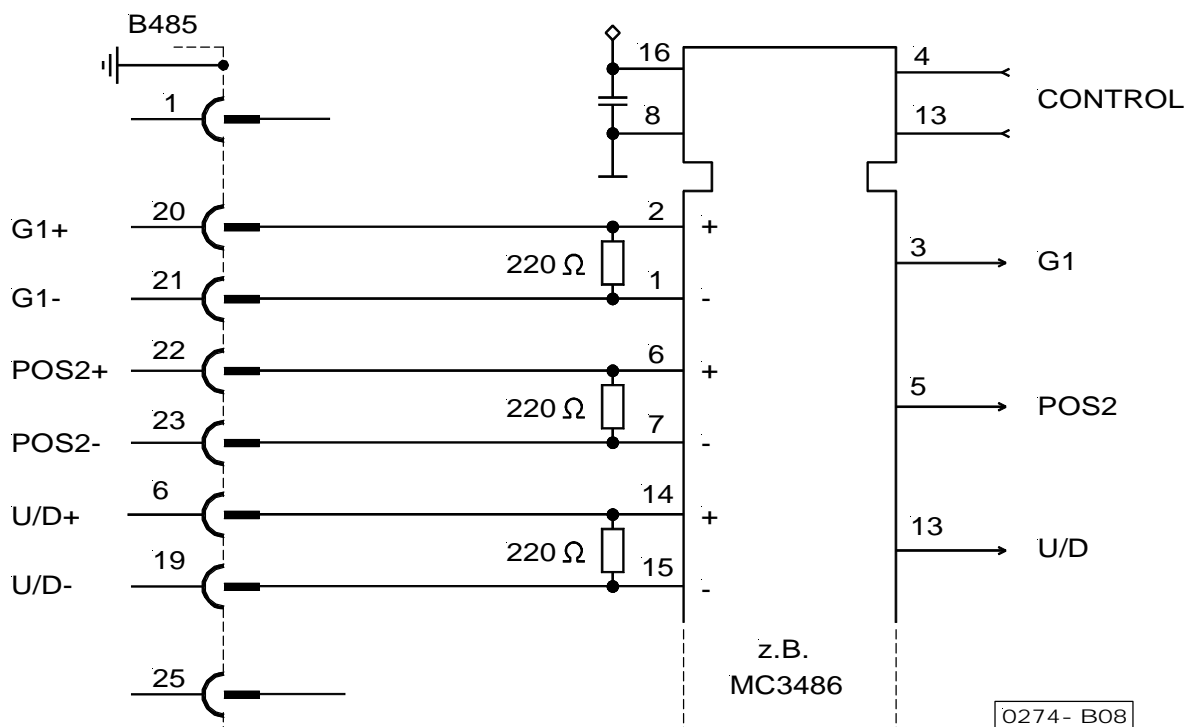 B485
16
4
CONTROL
1
8
13
G1+
20
2
+
220 Ω
3
G1
G1-
21
1
-
POS2+
22
6
+
220 Ω
5
POS2
POS2-
23
7
-
U/D+
6
14
+
220 Ω
13
U/D
U/D-
19
15
-
z.B.
MC3486
25
0274- B08